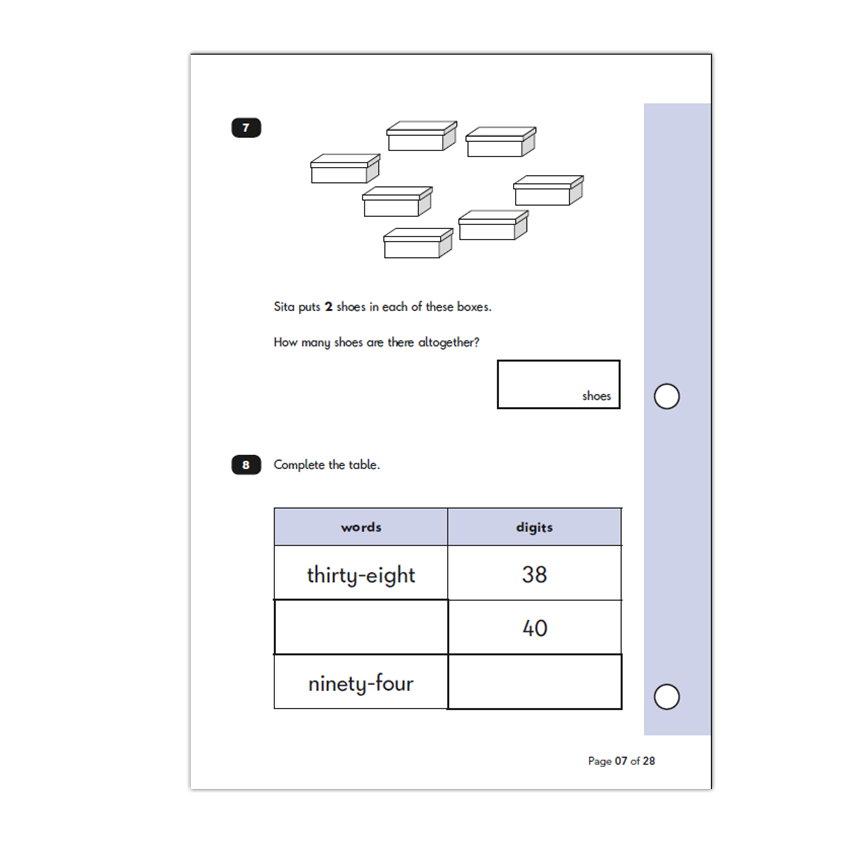 7
Sita puts 2 shoes in each of these boxes.
How many shoes are there altogether?
shoes
8 Complete the table.
words digits
thirty-eight 38
40
ninety-four
Page 07 of 28